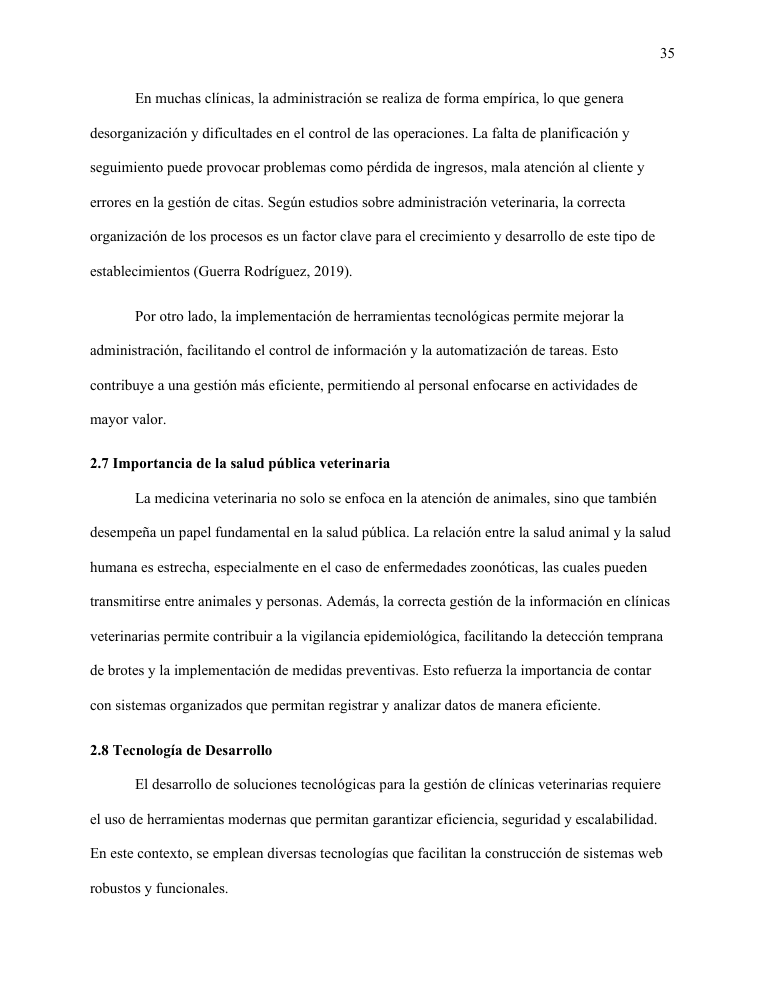 35
En muchas clínicas, la administración se realiza de forma empírica, lo que genera
desorganización y dificultades en el control de las operaciones. La falta de planificación y
seguimiento puede provocar problemas como pérdida de ingresos, mala atención al cliente y
errores en la gestión de citas. Según estudios sobre administración veterinaria, la correcta
organización de los procesos es un factor clave para el crecimiento y desarrollo de este tipo de
establecimientos (Guerra Rodríguez, 2019).
Por otro lado, la implementación de herramientas tecnológicas permite mejorar la
administración, facilitando el control de información y la automatización de tareas. Esto
contribuye a una gestión más eficiente, permitiendo al personal enfocarse en actividades de
mayor valor.
2.7 Importancia de la salud pública veterinaria
La medicina veterinaria no solo se enfoca en la atención de animales, sino que también
desempeña un papel fundamental en la salud pública. La relación entre la salud animal y la salud
humana es estrecha, especialmente en el caso de enfermedades zoonóticas, las cuales pueden
transmitirse entre animales y personas. Además, la correcta gestión de la información en clínicas
veterinarias permite contribuir a la vigilancia epidemiológica, facilitando la detección temprana
de brotes y la implementación de medidas preventivas. Esto refuerza la importancia de contar
con sistemas organizados que permitan registrar y analizar datos de manera eficiente.
2.8 Tecnología de Desarrollo
El desarrollo de soluciones tecnológicas para la gestión de clínicas veterinarias requiere
el uso de herramientas modernas que permitan garantizar eficiencia, seguridad y escalabilidad.
En este contexto, se emplean diversas tecnologías que facilitan la construcción de sistemas web
robustos y funcionales.